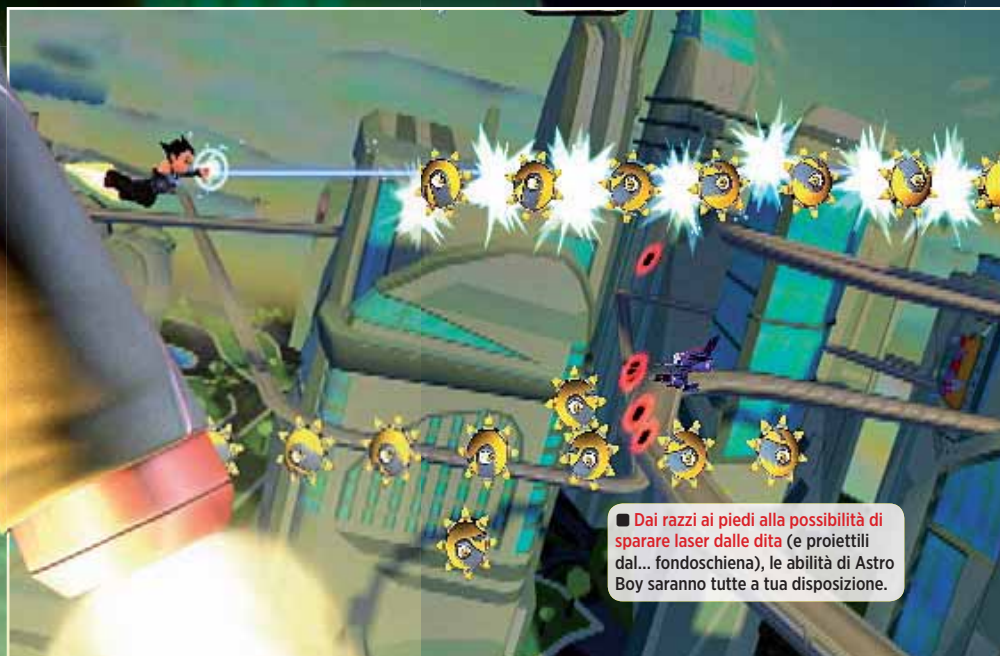 ■ Dai razzi ai piedi alla possibilità di
sparare laser dalle dita (e proiettili
dal... fondoschiena), le abilità di Astro
Boy saranno tutte a tua disposizione.